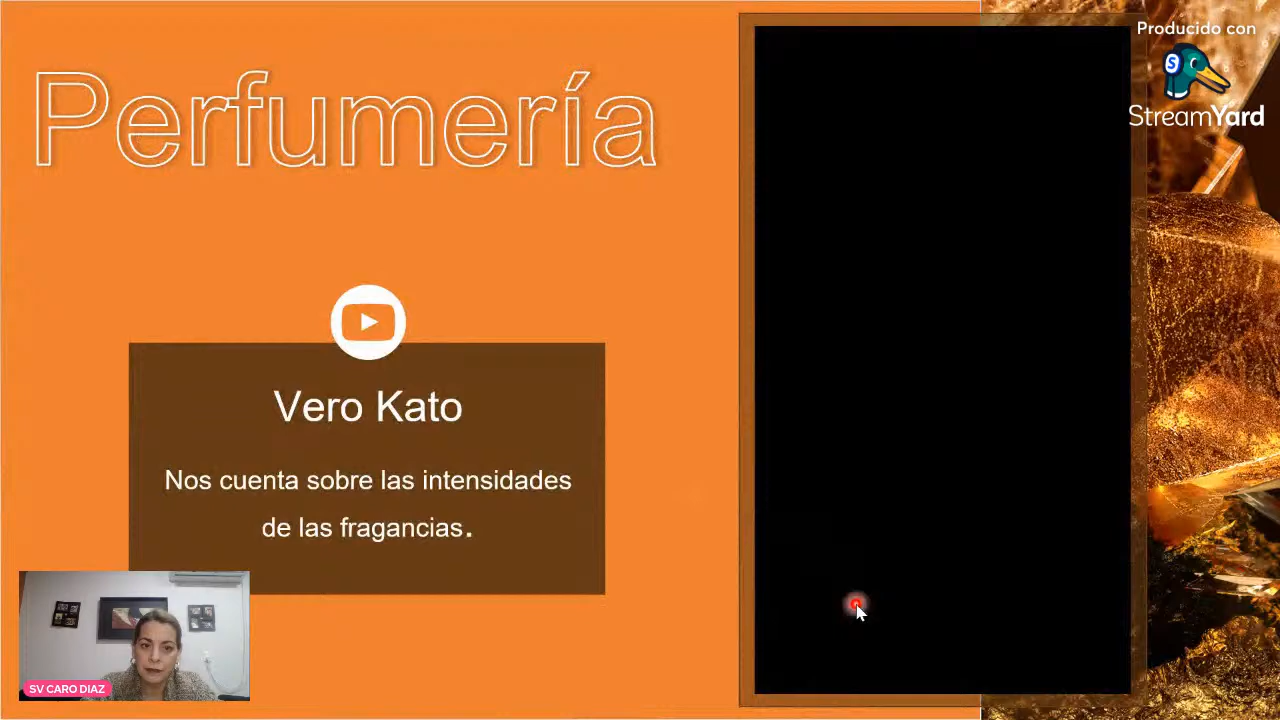 Perfumería
Producido con
StreamYard
Vero Kato
Nos cuenta sobre las intensidades
de las fragancias.
SV CARO DIAZ